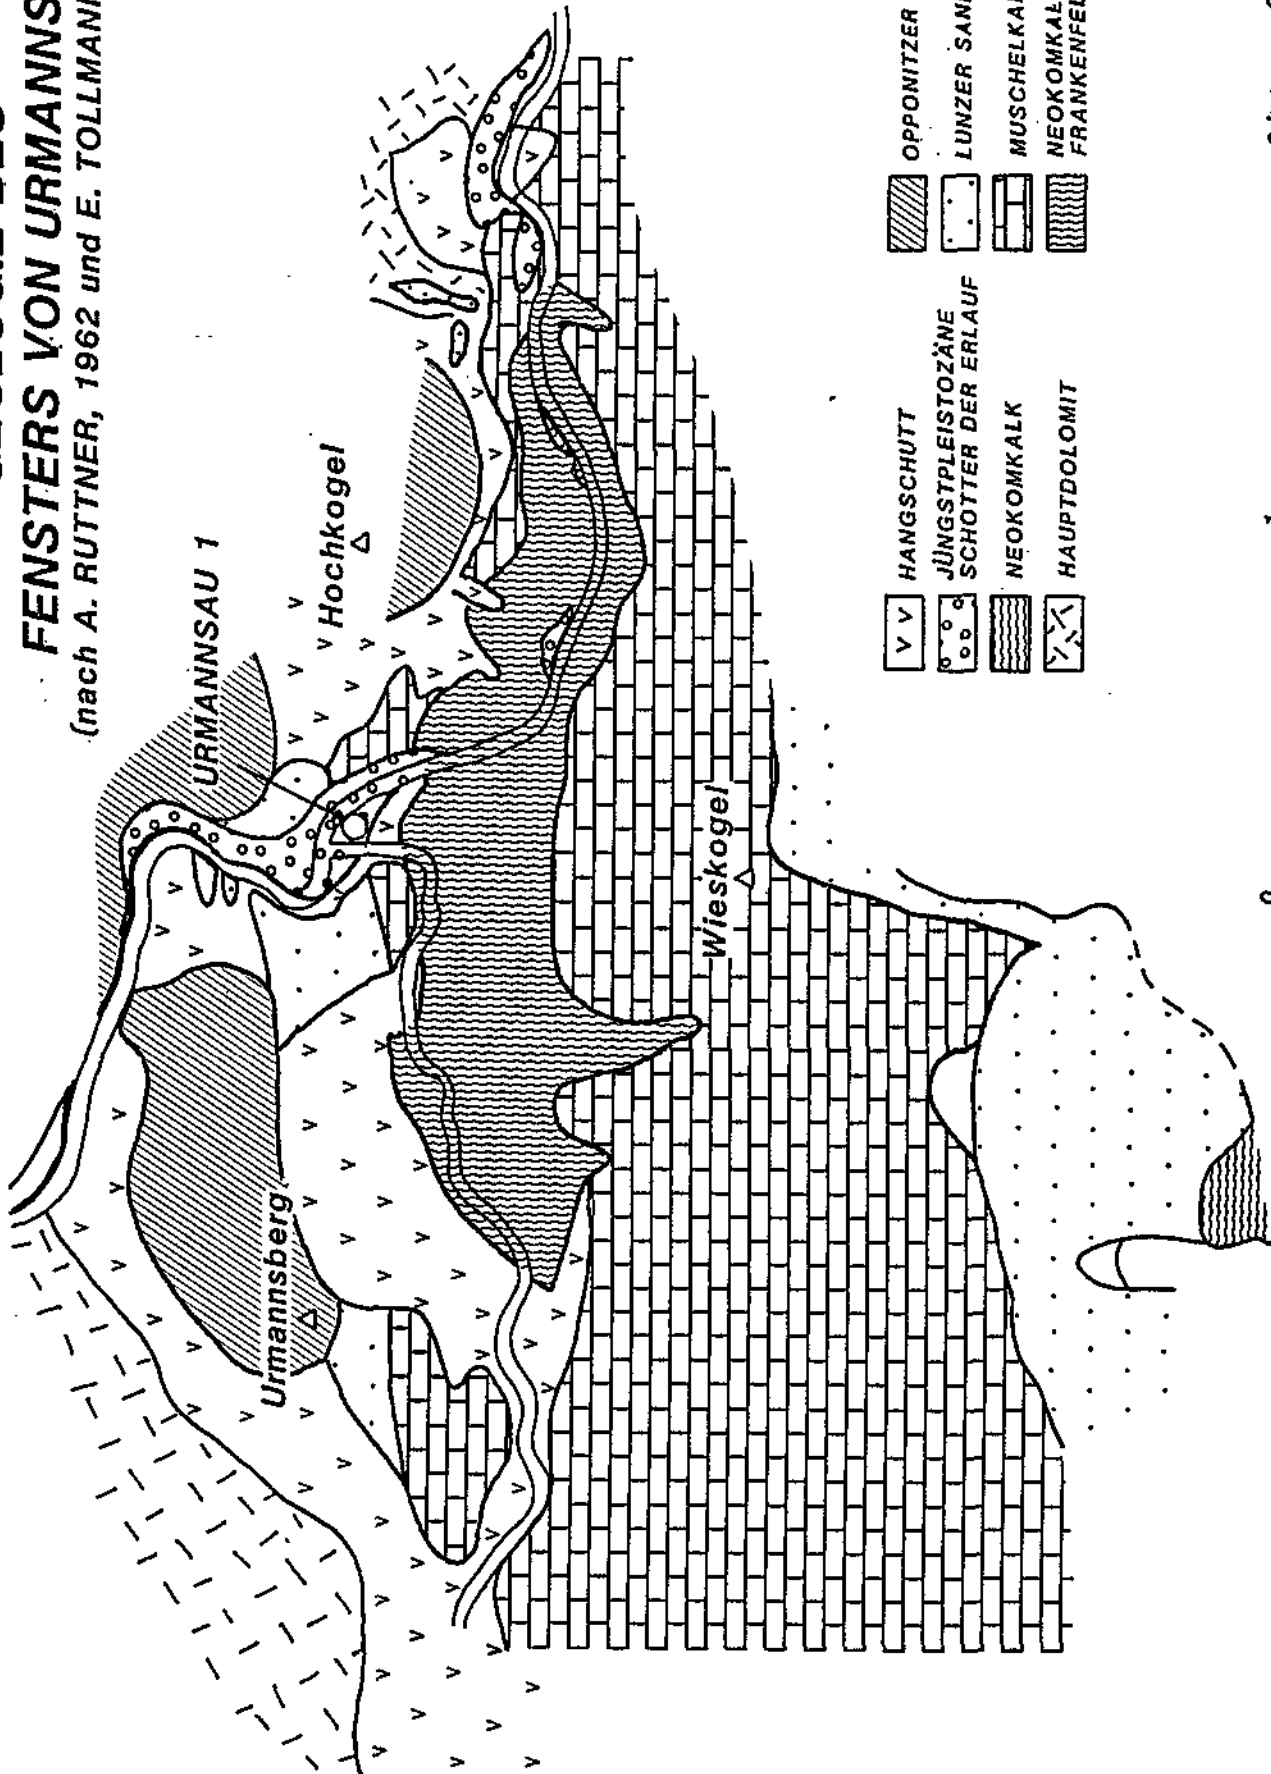 FENSTERS VON URMANNS
(nach A. RUTTNER, 1962 und E. TOLLMANN
URMANNSAU 1
Hochkogel
Urmannsberg
Wieskogel
HANGSCHUTT
JÜNGSTPLEISTOZÄNE
SCHOTTER DER ERLAUF
NEOKOMKALK
HAUPTDOLOMIT
OPPONITZER
LUNZER SAN
MUSCHELKA
NEOKOMKAL
FRANKENFEL
0